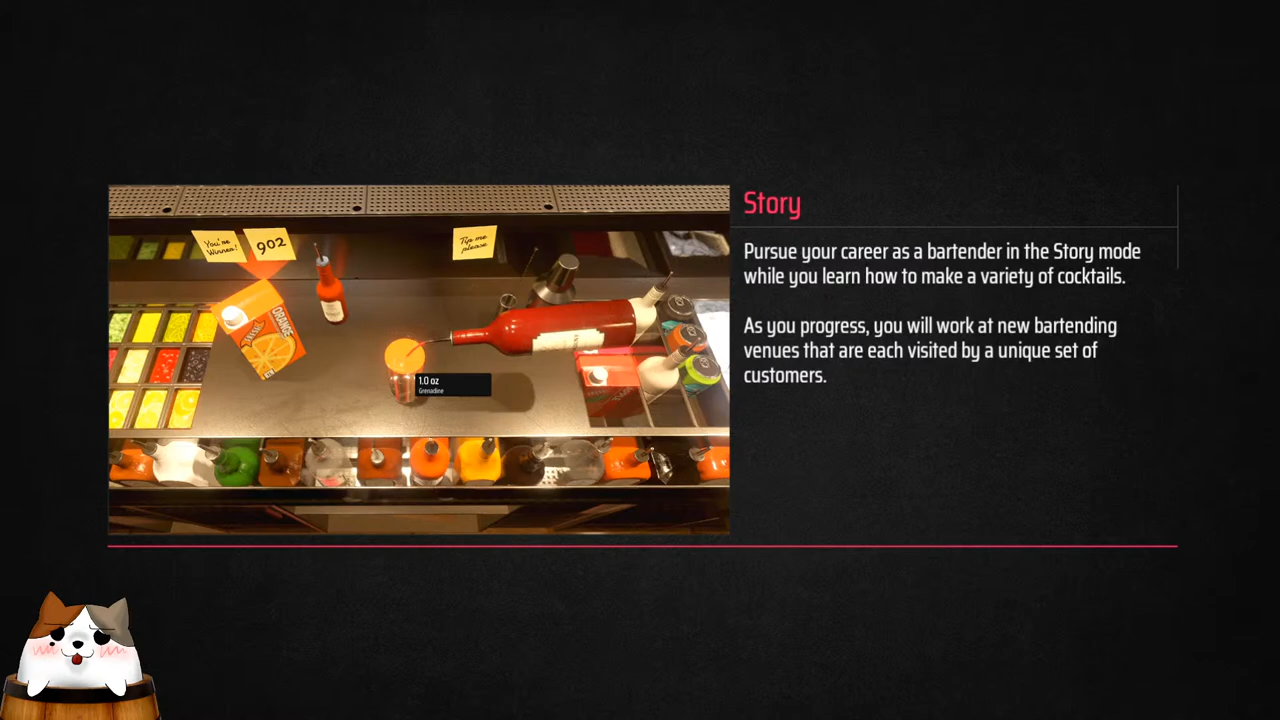 Story
Pursue your career as a bartender in the Story mode
while you learn how to make a variety of cocktails.
As you progress, you will work at new bartending
venues that are each visited by a unique set of
customers.
You're
Winner!
902
Tip me
please.
ORANGE
1.0 oz
Grenadine